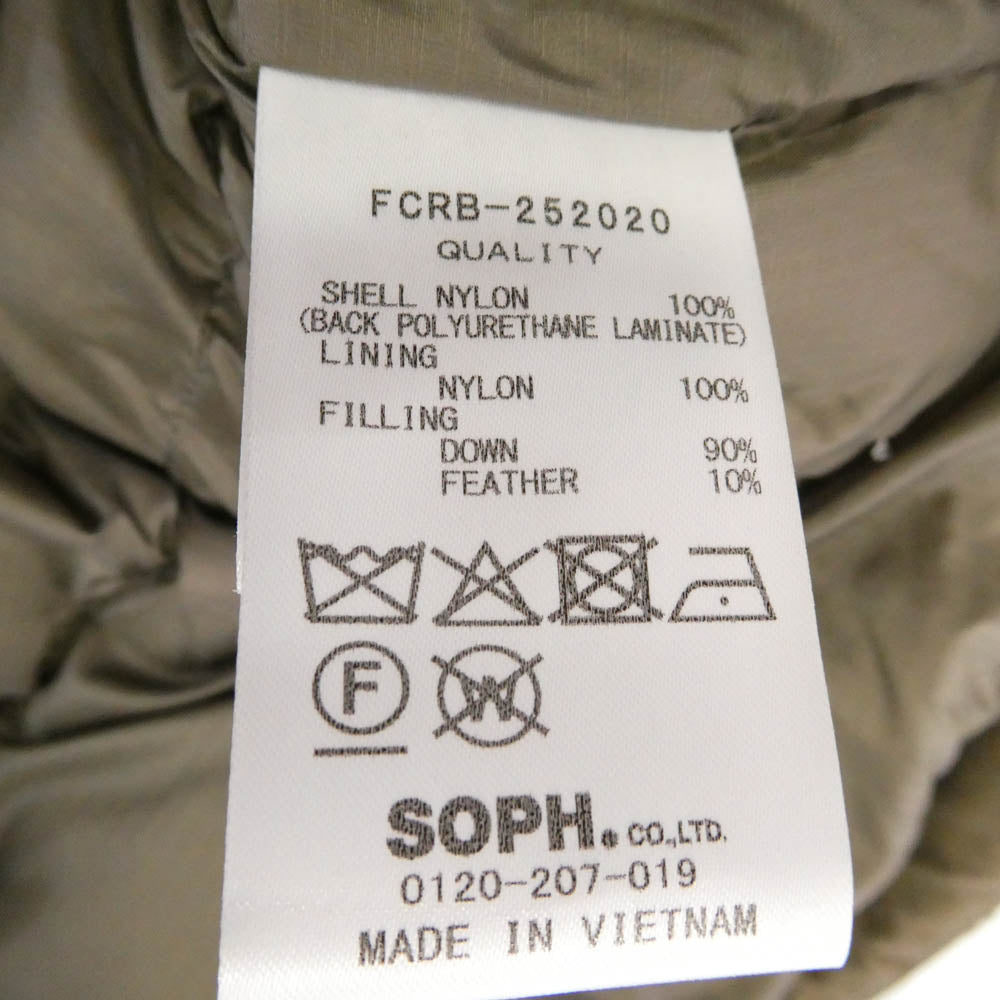 FCRB-252020
QUALITY
SHELL NYLON 100%
(BACK POLYURETHANE LAMINATE)
LINING
NYLON 100%
FILLING
DOWN 90%
FEATHER 10%
F W
SOPH. CO.,LTD.
0120-207-019
MADE IN VIETNAM